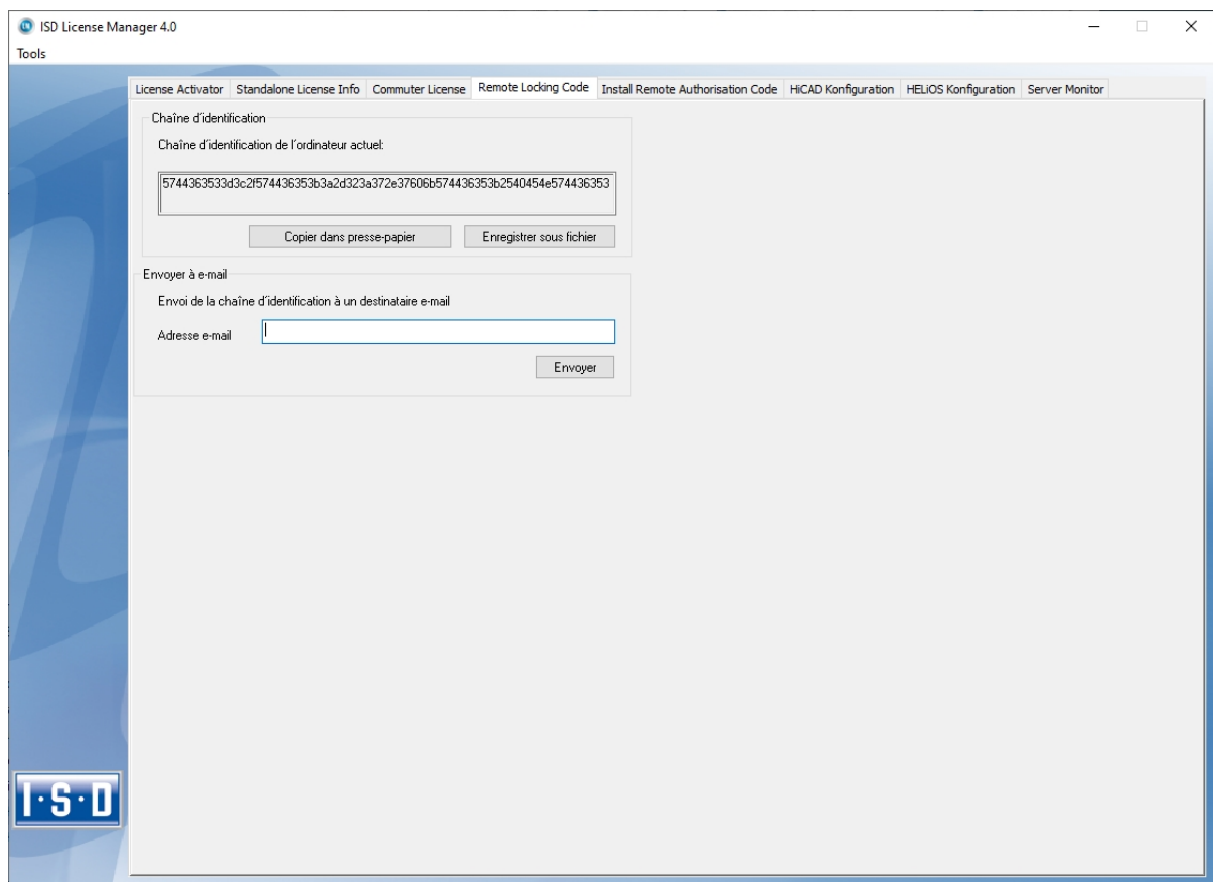 ISD License Manager 4.0
Tools
License Activator Standalone License Info Commuter License Remote Locking Code Install Remote Authorisation Code HiCAD Konfiguration HELiOS Konfiguration Server Monitor
Chaîne d´identification
Chaîne d´identification de l´ordinateur actuel:
5744363533d3c2f574436353b3a2d323a372e37606b574436353b2540454e574436353
Copier dans presse-papier Enregistrer sous fichier
Envoyer à e-mail
Envoi de la chaîne d´identification à un destinataire e-mail
Adresse e-mail
Envoyer
I·S·D